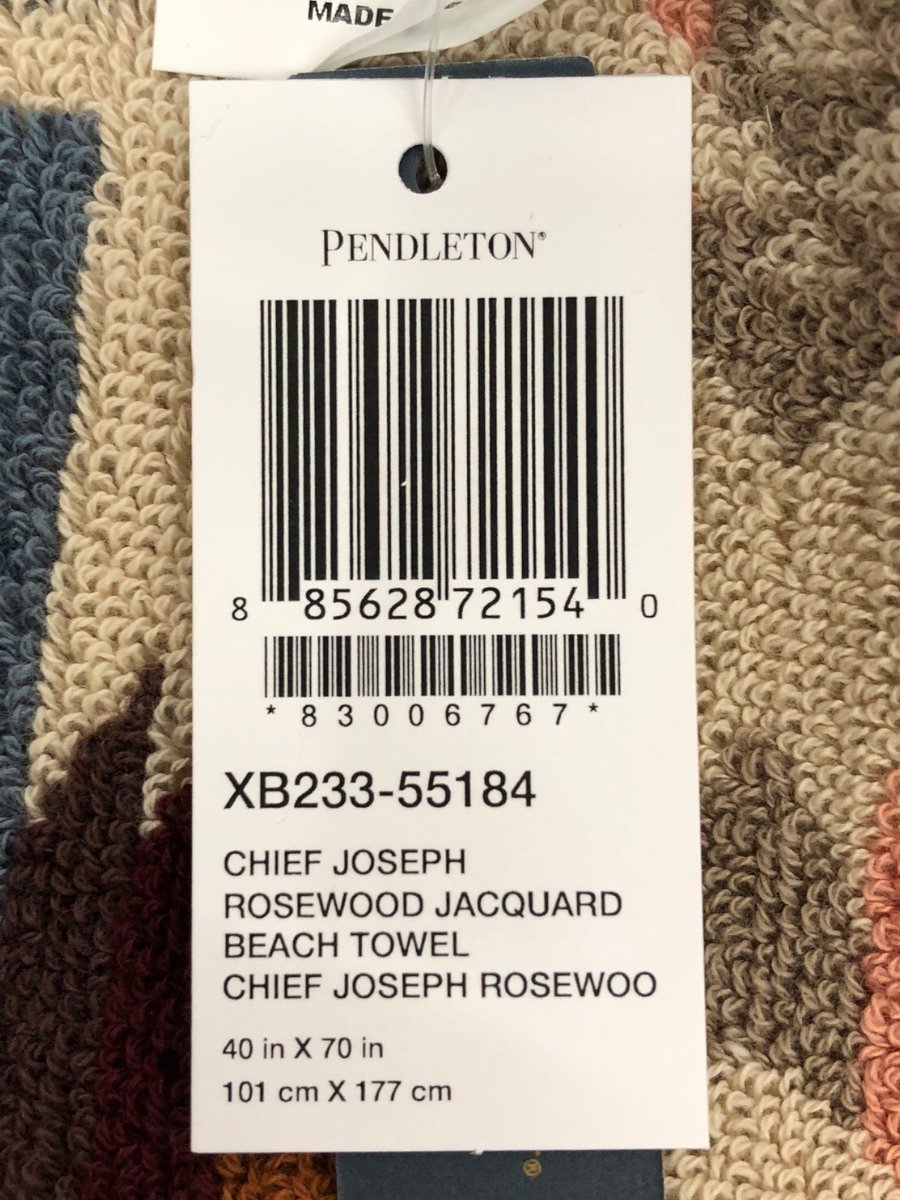 MADE
PENDLETON®
8 85628 72154 0
*83006767*
XB233-55184
CHIEF JOSEPH
ROSEWOOD JACQUARD
BEACH TOWEL
CHIEF JOSEPH ROSEWOO
40 in X 70 in
101 cm X 177 cm